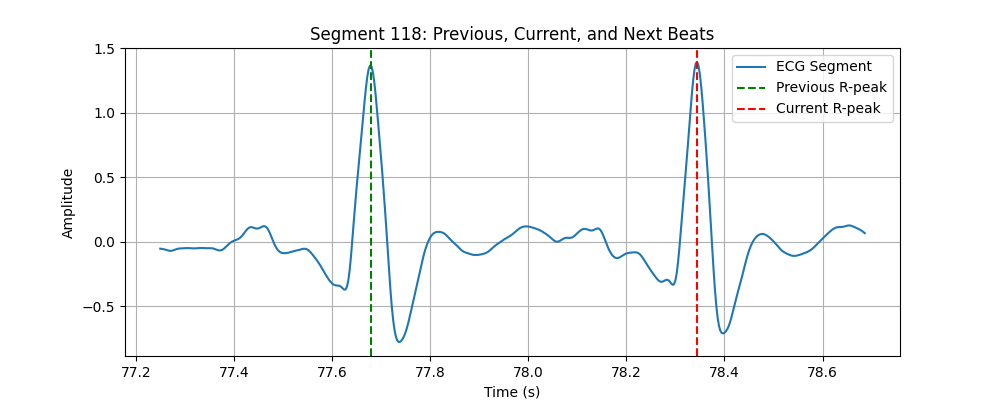 Segment 118: Previous, Current, and Next Beats
1.5
1.0
0.5
0.0
−0.5
Amplitude
ECG Segment
Previous R-peak
Current R-peak
77.2 77.4 77.6 77.8 78.0 78.2 78.4 78.6
Time (s)